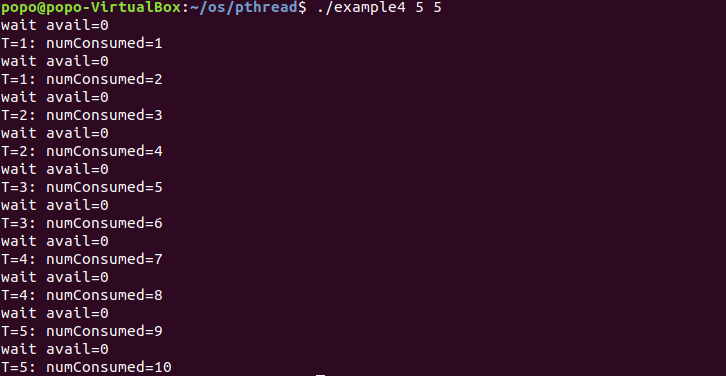 popo@popo-VirtualBox:~/os/pthread$ ./example4 5 5
wait avail=0
T=1: numConsumed=1
wait avail=0
T=1: numConsumed=2
wait avail=0
T=2: numConsumed=3
wait avail=0
T=2: numConsumed=4
wait avail=0
T=3: numConsumed=5
wait avail=0
T=3: numConsumed=6
wait avail=0
T=4: numConsumed=7
wait avail=0
T=4: numConsumed=8
wait avail=0
T=5: numConsumed=9
wait avail=0
T=5: numConsumed=10